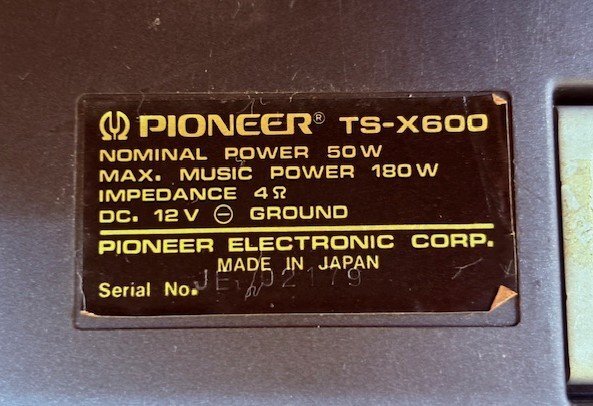 PIONEER® TS-X600
NOMINAL POWER 50W
MAX. MUSIC POWER 180W
IMPEDANCE 4Ω
DC. 12V ⊖ GROUND
PIONEER ELECTRONIC CORP.
MADE IN JAPAN
Serial No.